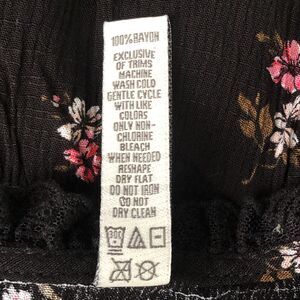 100% RAYON
EXCLUSIVE
OF TRIMS
MACHINE
WASH COLD
GENTLE CYCLE
WITH LIKE
COLORS
ONLY NON-
CHLORINE
BLEACH
WHEN NEEDED
RESHAPE
DRY FLAT
DO NOT IRON
DO NOT
DRY CLEAN